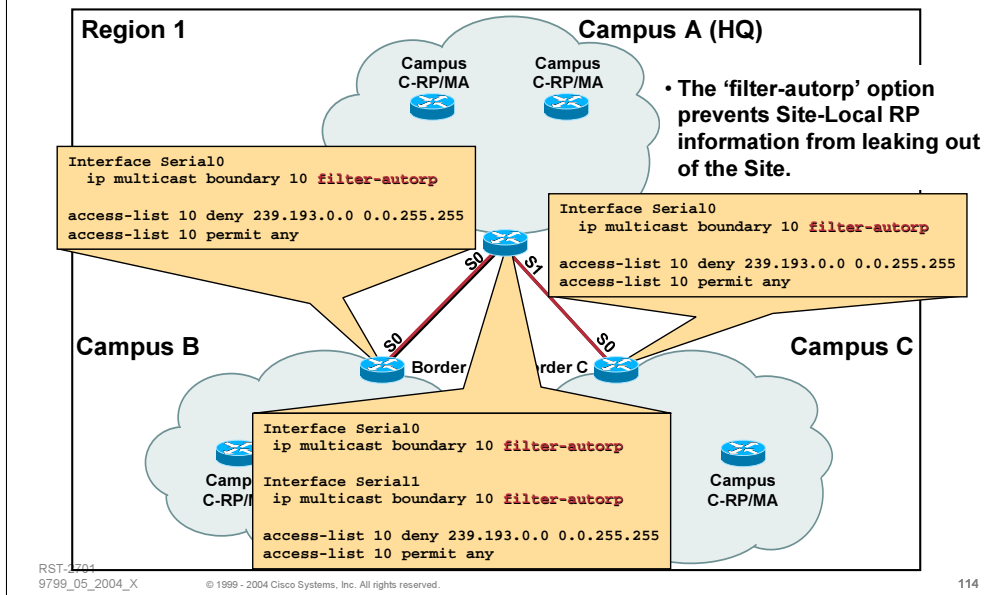 Region 1
Campus A (HQ)
Campus
C-RP/MA
Campus
C-RP/MA
• The ‘filter-autorp’ option
prevents Site-Local RP
information from leaking out
of the Site.
Interface Serial0
ip multicast boundary 10 filter-autorp
access-list 10 deny 239.193.0.0 0.0.255.255
access-list 10 permit any
Interface Serial0
ip multicast boundary 10 filter-autorp
access-list 10 deny 239.193.0.0 0.0.255.255
access-list 10 permit any
S0
S1
S0
S0
Campus B
Border
rder C
Campus C
Interface Serial0
ip multicast boundary 10 filter-autorp
Interface Serial1
ip multicast boundary 10 filter-autorp
access-list 10 deny 239.193.0.0 0.0.255.255
access-list 10 permit any
Camp
C-RP/
Campus
C-RP/MA
RST-2701
9799_05_2004_X
© 1999 - 2004 Cisco Systems, Inc. All rights reserved.
114